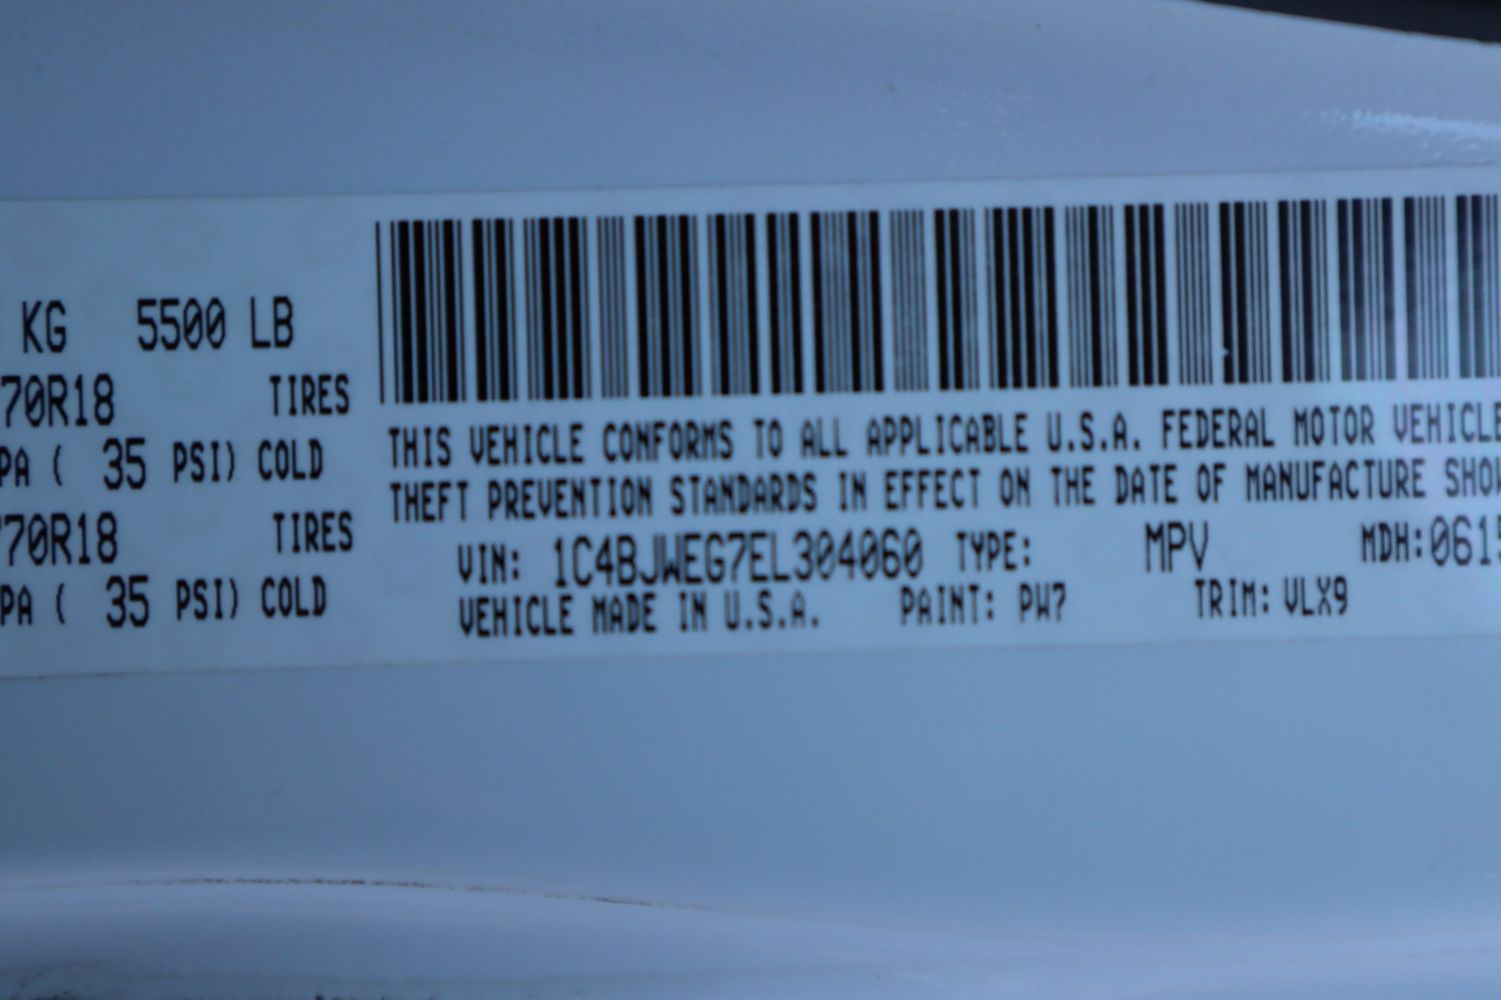 KG 5500 LB
70R18 TIRES
PA ( 35 PSI) COLD
70R18 TIRES
PA ( 35 PSI) COLD
THIS VEHICLE CONFORMS TO ALL APPLICABLE U.S.A. FEDERAL MOTOR VEHICLE
THEFT PREVENTION STANDARDS IN EFFECT ON THE DATE OF MANUFACTURE SHOW
VIN: 1C4BJWEG7EL304060 TYPE: MPV MDH:0615
VEHICLE MADE IN U.S.A. PAINT: PW7 TRIM: VLX9